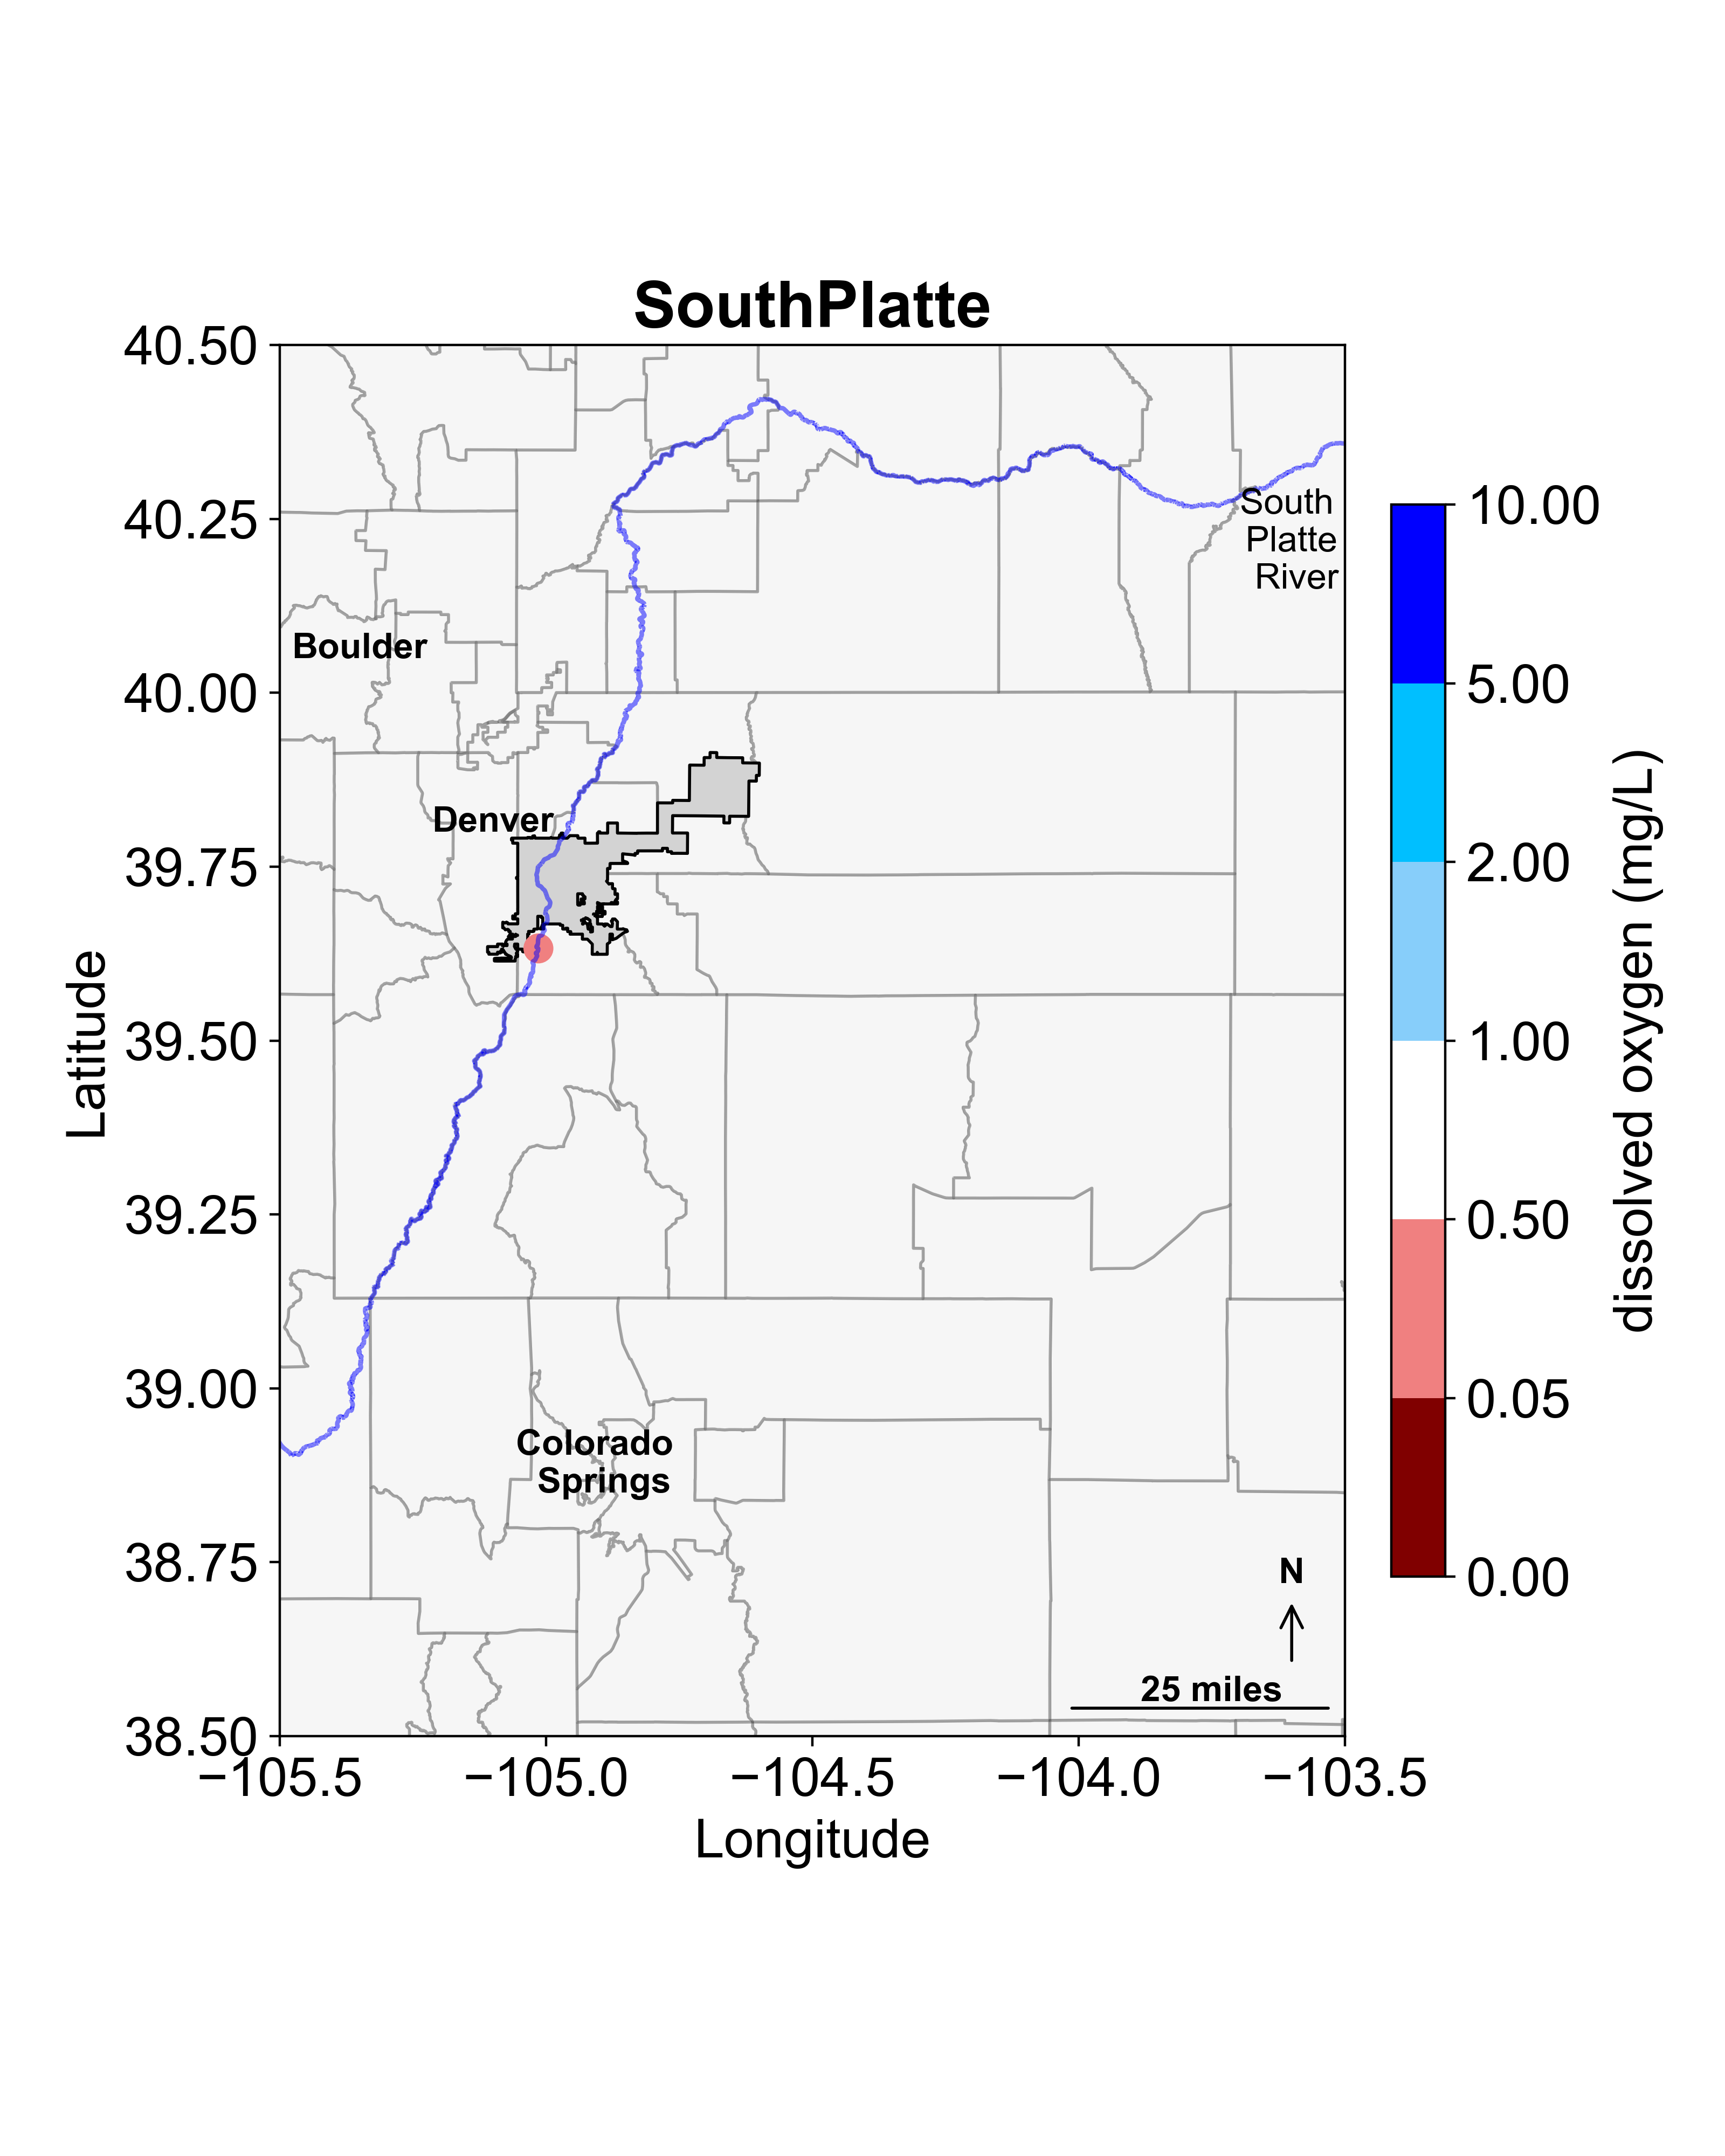 SouthPlatte
40.50
40.25
40.00
39.75
39.50
39.25
39.00
38.75
38.50
Latitude
−105.5
−105.0
−104.5
−104.0
−103.5
Longitude
South
Platte
River
Boulder
Denver
Colorado
Springs
N
25 miles
10.00
5.00
2.00
1.00
0.50
0.05
0.00
dissolved oxygen (mg/L)